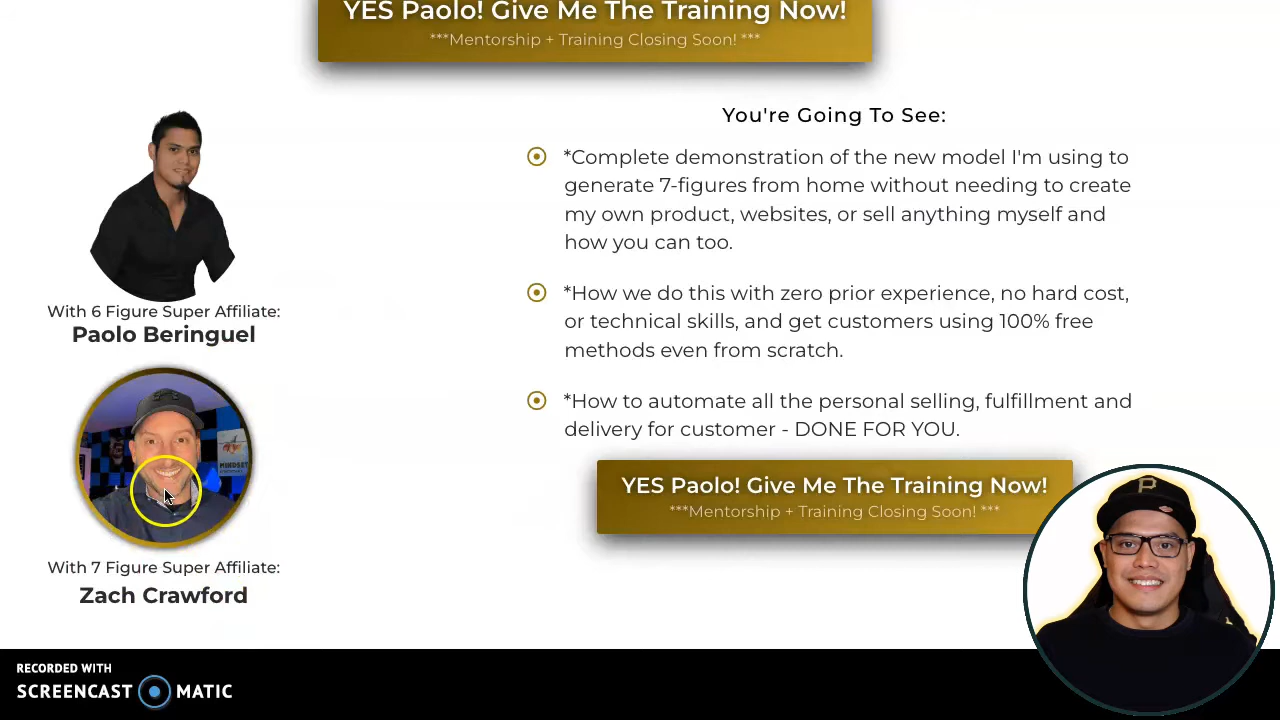 YES Paolo! Give Me The Training Now!
***Mentorship + Training Closing Soon! ***
With 6 Figure Super Affiliate:
Paolo Beringuel
MINDSET
With 7 Figure Super Affiliate:
Zach Crawford
You're Going To See:
*Complete demonstration of the new model I'm using to
generate 7-figures from home without needing to create
my own product, websites, or sell anything myself and
how you can too.
*How we do this with zero prior experience, no hard cost,
or technical skills, and get customers using 100% free
methods even from scratch.
*How to automate all the personal selling, fulfillment and
delivery for customer - DONE FOR YOU.
YES Paolo! Give Me The Training Now!
***Mentorship + Training Closing Soon! ***
P
RECORDED WITH
SCREENCAST MATIC